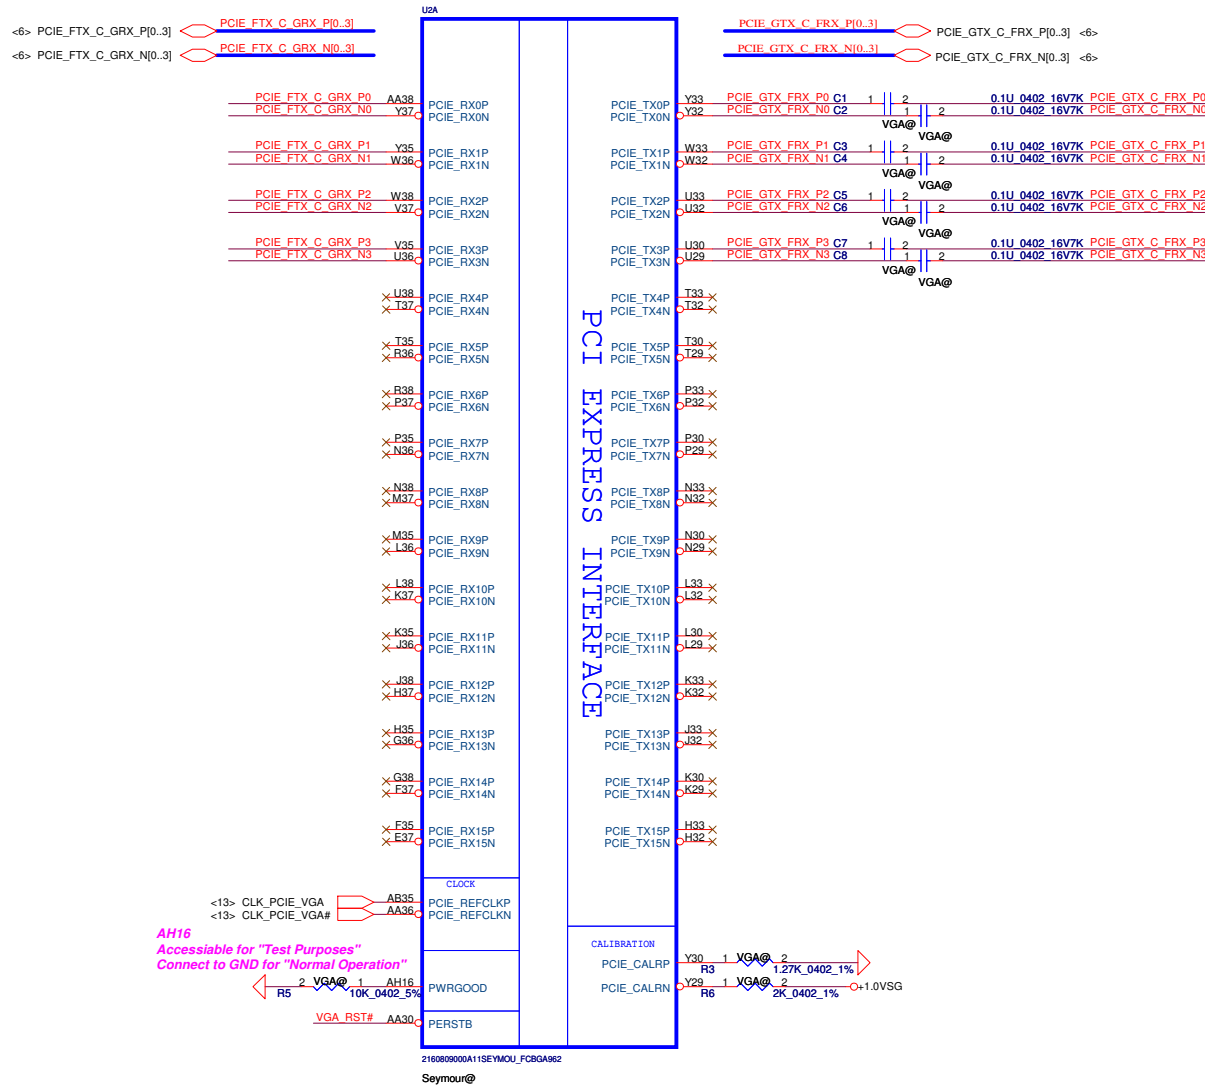 U2A
<6> PCIE_FTX_C_GRX_P[0..3] PCIE_FTX_C_GRX_P[0..3] PCIE_GTX_C_FRX_P[0..3] PCIE_GTX_C_FRX_P[0..3] <6>
<6> PCIE_FTX_C_GRX_N[0..3] PCIE_FTX_C_GRX_N[0..3] PCIE_GTX_C_FRX_N[0..3] PCIE_GTX_C_FRX_N[0..3] <6>
PCIE_FTX_C_GRX_P0 AA38 PCIE_RX0P PCIE_TX0P Y33 PCIE_GTX_FRX_P0 C1 1 2 0.1U_0402_16V7K PCIE_GTX_C_FRX_P0
PCIE_FTX_C_GRX_N0 Y37 PCIE_RX0N PCIE_TX0N Y32 PCIE_GTX_FRX_N0 C2 1 2 0.1U_0402_16V7K PCIE_GTX_C_FRX_N0
VGA@
VGA@
PCIE_FTX_C_GRX_P1 Y35 PCIE_RX1P PCIE_TX1P W33 PCIE_GTX_FRX_P1 C3 1 2 0.1U_0402_16V7K PCIE_GTX_C_FRX_P1
PCIE_FTX_C_GRX_N1 W36 PCIE_RX1N PCIE_TX1N W32 PCIE_GTX_FRX_N1 C4 1 2 0.1U_0402_16V7K PCIE_GTX_C_FRX_N1
VGA@
VGA@
PCIE_FTX_C_GRX_P2 W38 PCIE_RX2P PCIE_TX2P U33 PCIE_GTX_FRX_P2 C5 1 2 0.1U_0402_16V7K PCIE_GTX_C_FRX_P2
PCIE_FTX_C_GRX_N2 V37 PCIE_RX2N PCIE_TX2N U32 PCIE_GTX_FRX_N2 C6 1 2 0.1U_0402_16V7K PCIE_GTX_C_FRX_N2
VGA@
VGA@
PCIE_FTX_C_GRX_P3 V35 PCIE_RX3P PCIE_TX3P U30 PCIE_GTX_FRX_P3 C7 1 2 0.1U_0402_16V7K PCIE_GTX_C_FRX_P3
PCIE_FTX_C_GRX_N3 U36 PCIE_RX3N PCIE_TX3N U29 PCIE_GTX_FRX_N3 C8 1 2 0.1U_0402_16V7K PCIE_GTX_C_FRX_N3
VGA@
VGA@
U38 PCIE_RX4P PCIE_TX4P T33
T37 PCIE_RX4N PCIE_TX4N T32
PCI EXPRESS INTERFACE
T35 PCIE_RX5P PCIE_TX5P T30
R36 PCIE_RX5N PCIE_TX5N T29
R38 PCIE_RX6P PCIE_TX6P P33
P37 PCIE_RX6N PCIE_TX6N P32
P35 PCIE_RX7P PCIE_TX7P P30
N36 PCIE_RX7N PCIE_TX7N P29
N38 PCIE_RX8P PCIE_TX8P N33
M37 PCIE_RX8N PCIE_TX8N N32
M35 PCIE_RX9P PCIE_TX9P N30
L36 PCIE_RX9N PCIE_TX9N N29
L38 PCIE_RX10P PCIE_TX10P L33
K37 PCIE_RX10N PCIE_TX10N L32
K35 PCIE_RX11P PCIE_TX11P L30
J36 PCIE_RX11N PCIE_TX11N L29
J38 PCIE_RX12P PCIE_TX12P K33
H37 PCIE_RX12N PCIE_TX12N K32
H35 PCIE_RX13P PCIE_TX13P J33
G36 PCIE_RX13N PCIE_TX13N J32
G38 PCIE_RX14P PCIE_TX14P K30
F37 PCIE_RX14N PCIE_TX14N K29
F35 PCIE_RX15P PCIE_TX15P H33
E37 PCIE_RX15N PCIE_TX15N H32
CLOCK
<13> CLK_PCIE_VGA AB35 PCIE_REFCLKP
<13> CLK_PCIE_VGA# AA36 PCIE_REFCLKN
AH16
Accessiable for "Test Purposes"
Connect to GND for "Normal Operation"
CALIBRATION
PCIE_CALRP Y30 R3 1 VGA@ 2 1.27K_0402_1%
R5 2 VGA@ 1 10K_0402_5% AH16 PWRGOOD PCIE_CALRN Y29 R6 1 VGA@ 2 2K_0402_1% +1.0VSG
VGA_RST# AA30 PERSTB
2160809000A11SEYMOU_FCBGA962
Seymour@